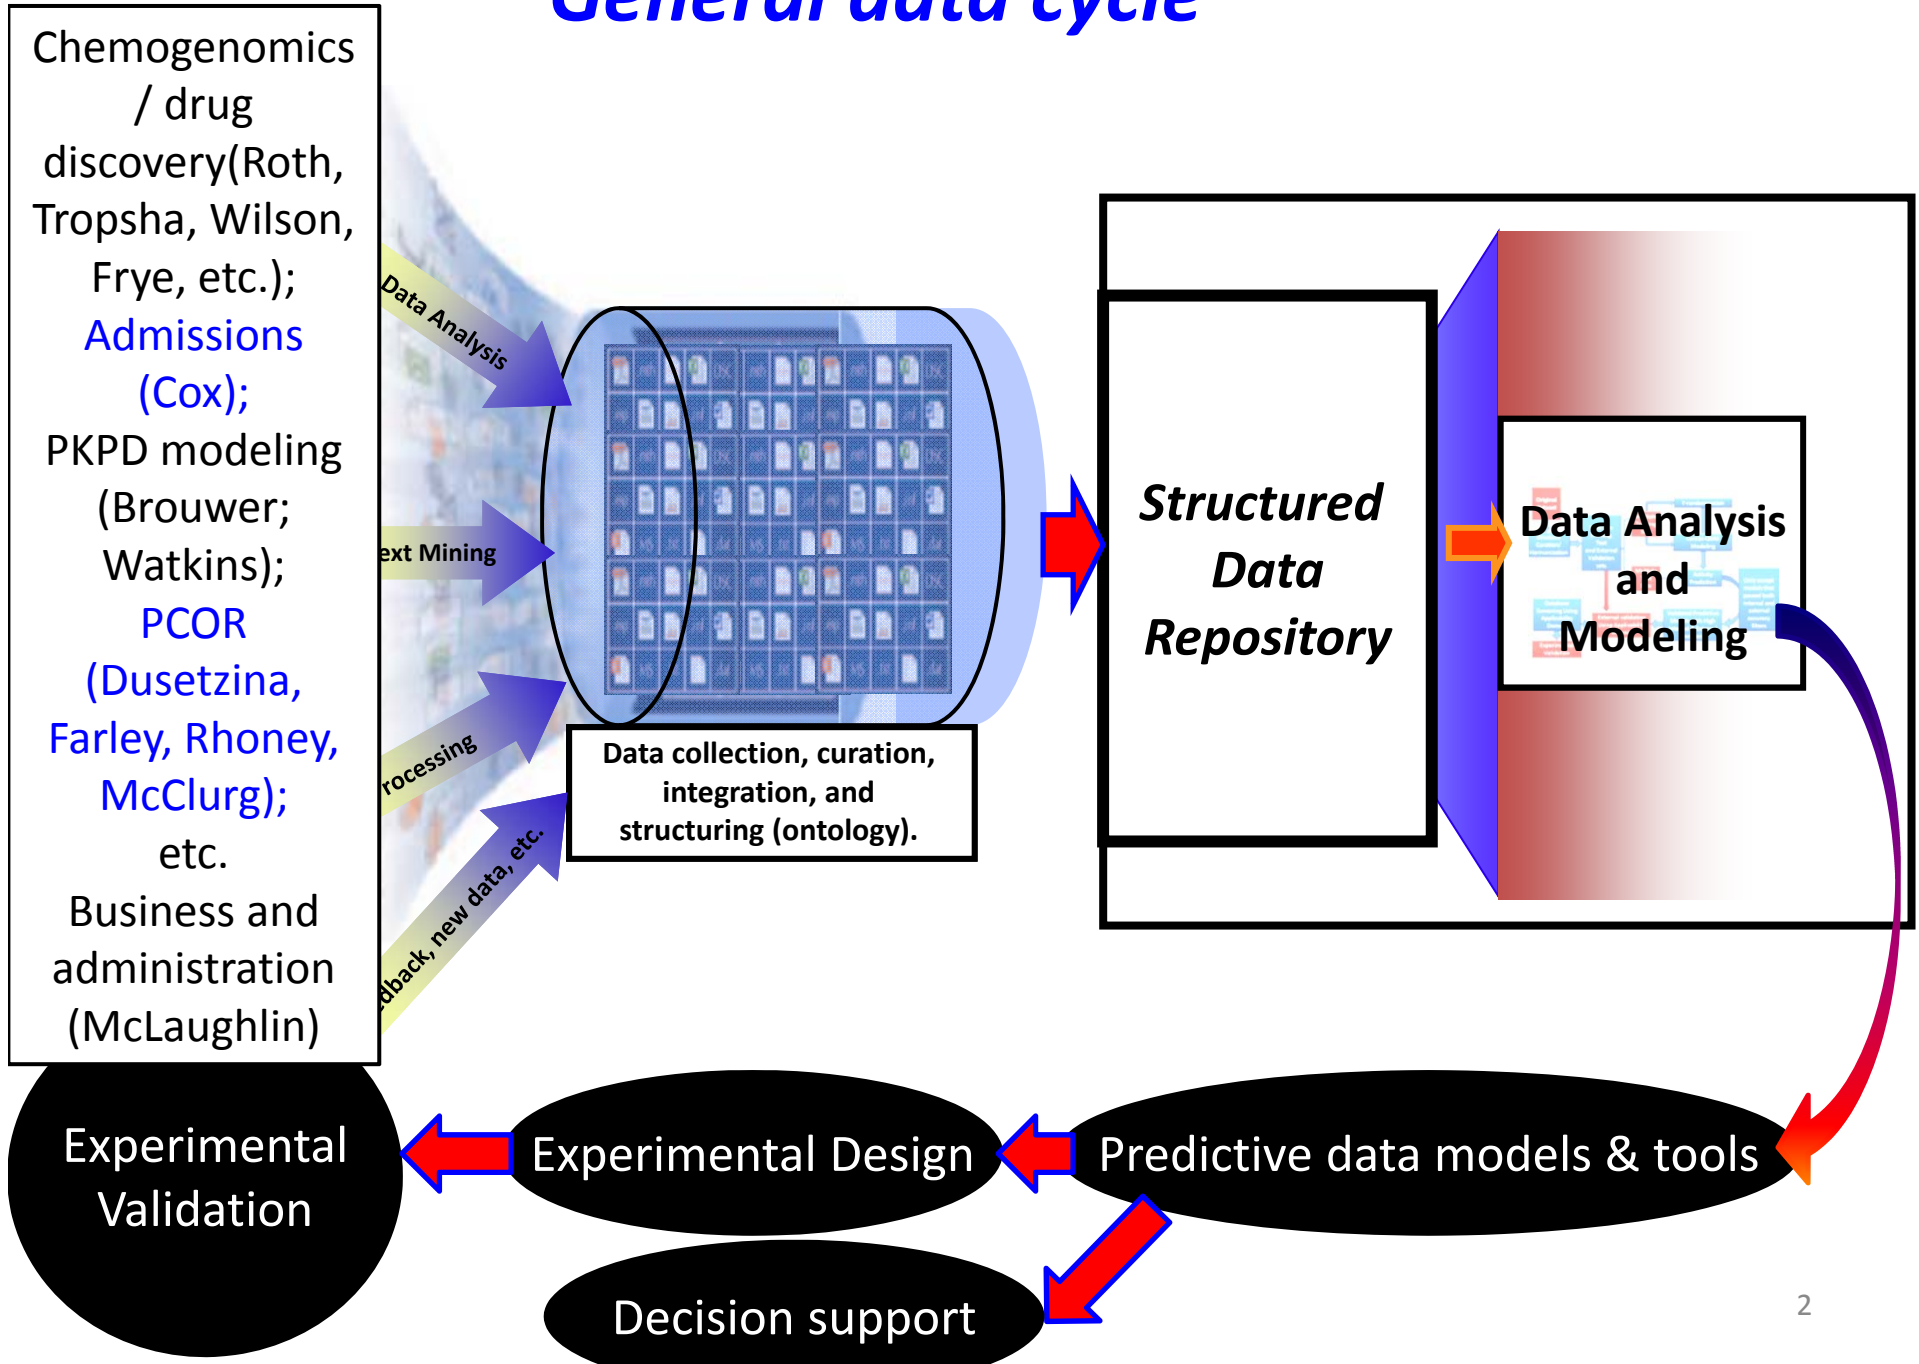 General data cycle
Chemogenomics
/ drug
discovery(Roth,
Tropsha, Wilson,
Frye, etc.);
Admissions
(Cox);
PKPD modeling
(Brouwer;
Watkins);
PCOR
(Dusetzina,
Farley, Rhoney,
McClurg);
etc.
Business and
administration
(McLaughlin)
Data Analysis
ext Mining
rocessing
edback, new data, etc.
Data collection, curation,
integration, and
structuring (ontology).
Structured
Data
Repository
Data Analysis
and
Modeling
Experimental
Validation
Experimental Design
Predictive data models & tools
Decision support
2